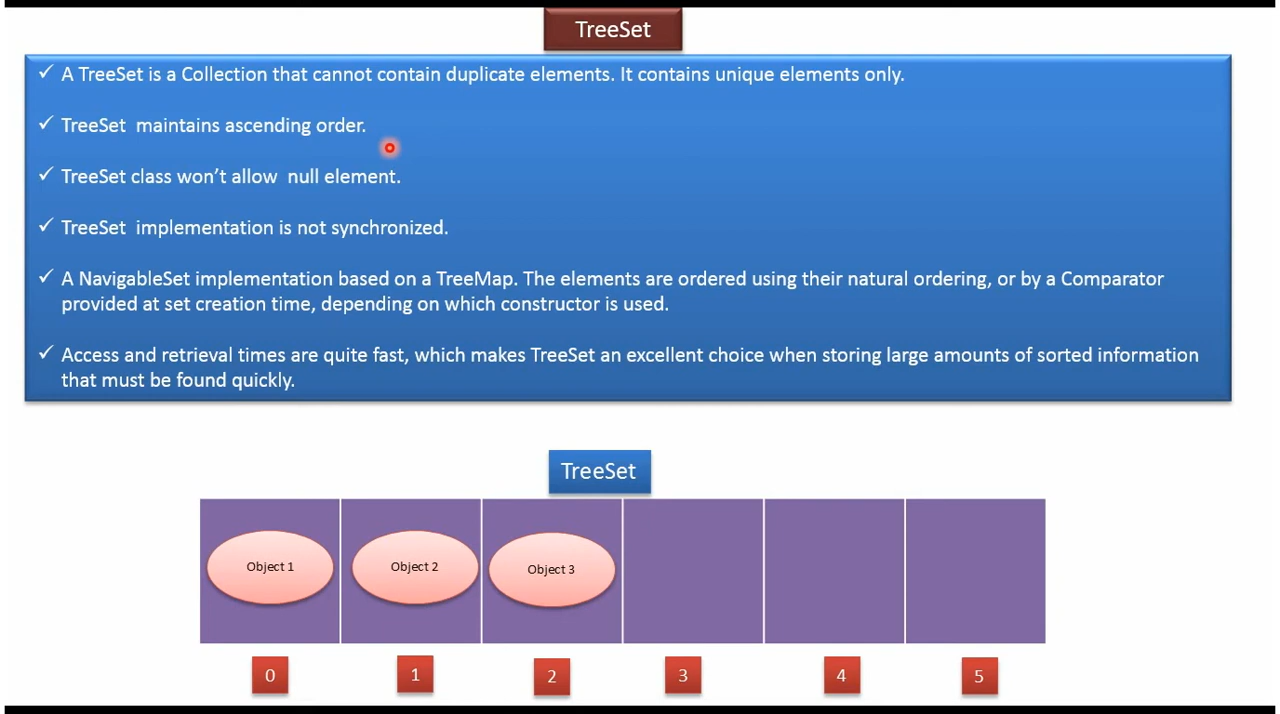 TreeSet
✓ A TreeSet is a Collection that cannot contain duplicate elements. It contains unique elements only.
✓ TreeSet maintains ascending order.
✓ TreeSet class won’t allow null element.
✓ TreeSet implementation is not synchronized.
✓ A NavigableSet implementation based on a TreeMap. The elements are ordered using their natural ordering, or by a Comparator
provided at set creation time, depending on which constructor is used.
✓ Access and retrieval times are quite fast, which makes TreeSet an excellent choice when storing large amounts of sorted information
that must be found quickly.
TreeSet
Object 1 Object 2 Object 3
0 1 2 3 4 5